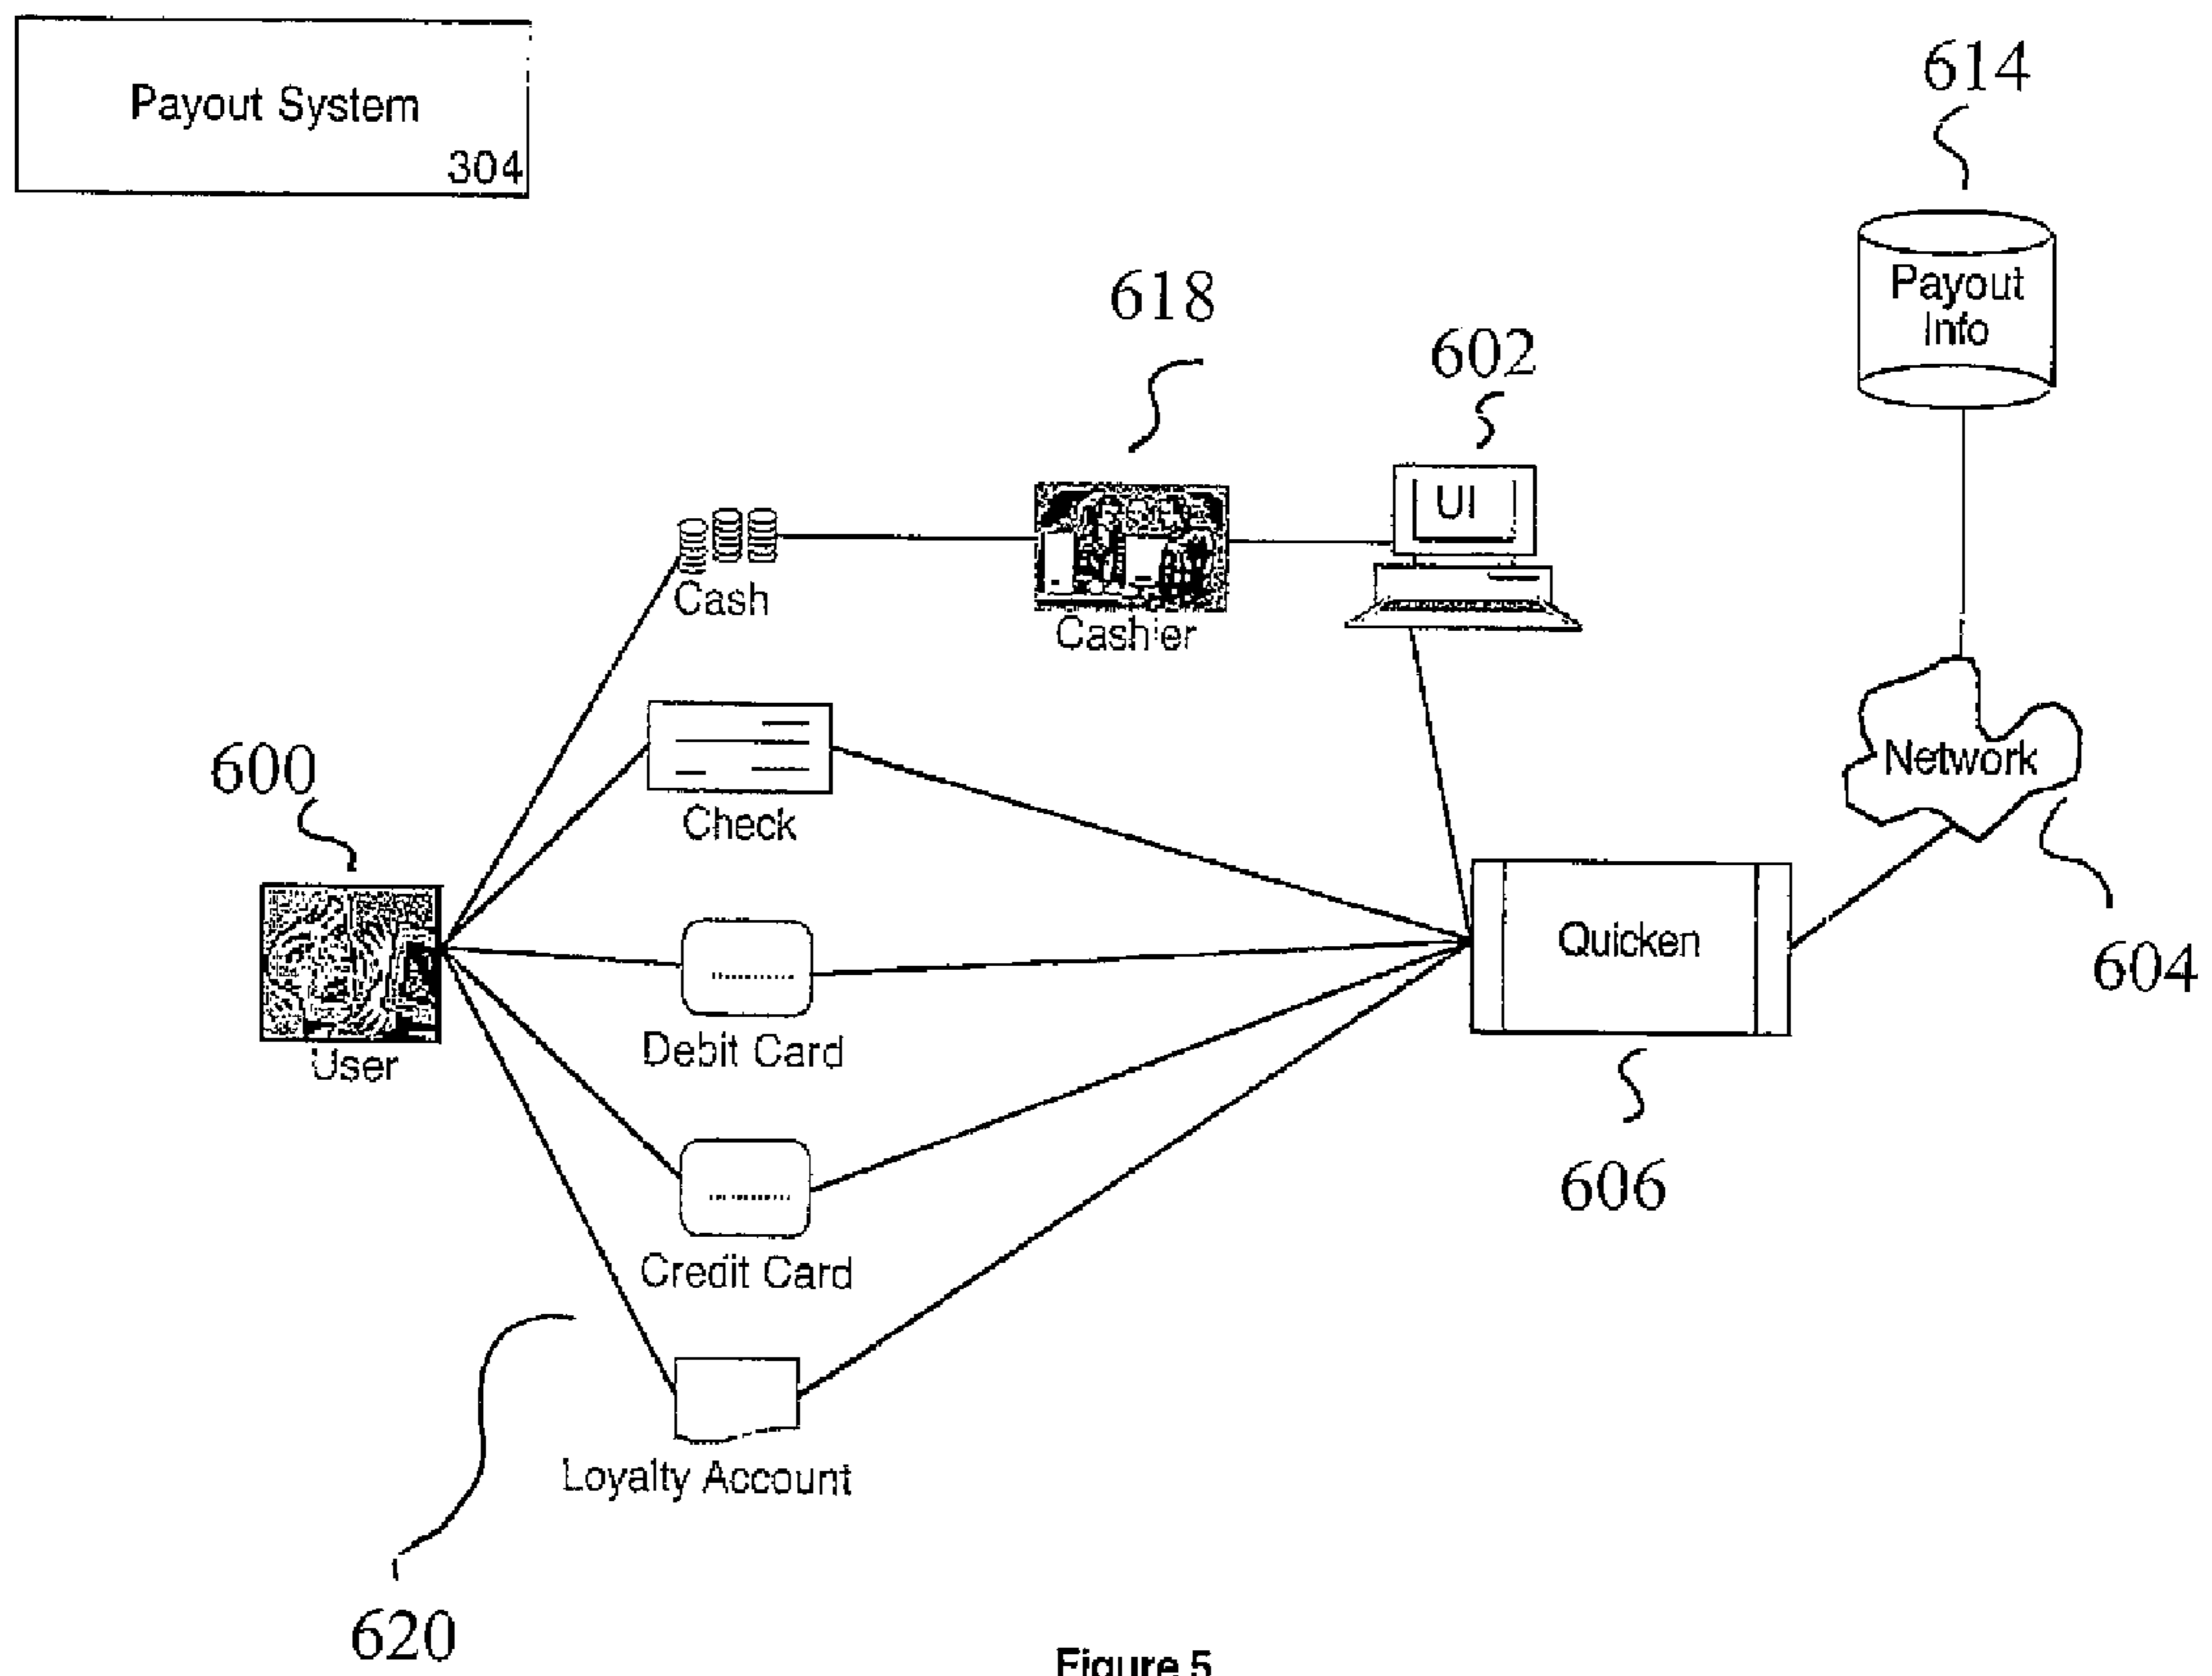 Payout System
304
614
Payout
Info
618
602
UI
Cash
Cashier
Check
600
Network
User
Debit Card
Quicken
604
Credit Card
606
Loyalty Account
620
Figure 5